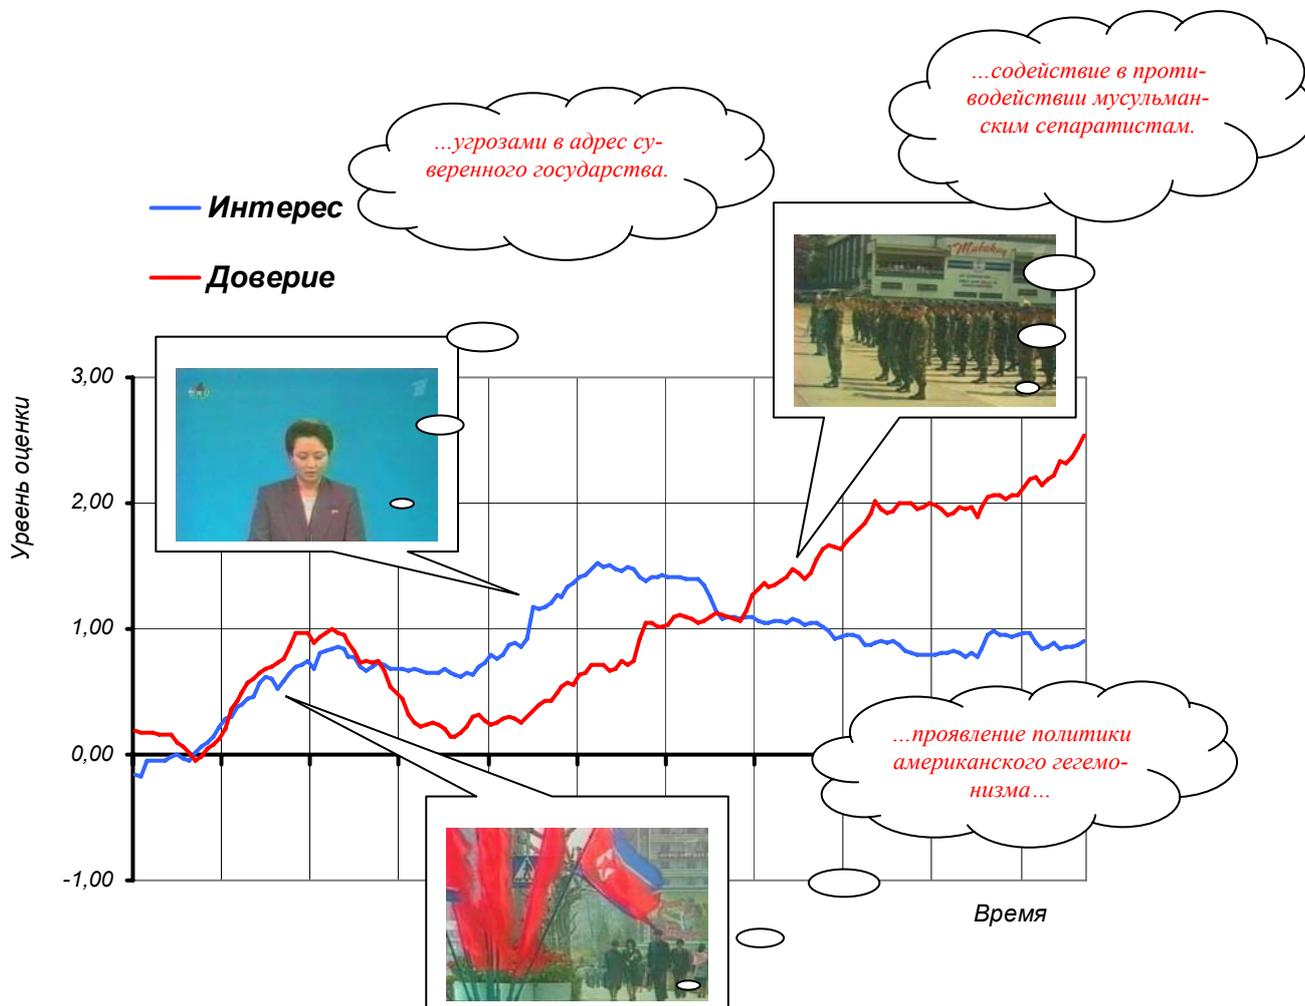 …содействие в проти-
водействии мусульман-
ским сепаратистам.
…угрозами в адрес су-
веренного государства.
Интерес
Доверие
Урвень оценки
3,00
2,00
1,00
0,00
-1,00
…проявление политики
американского гегемо-
низма…
Время